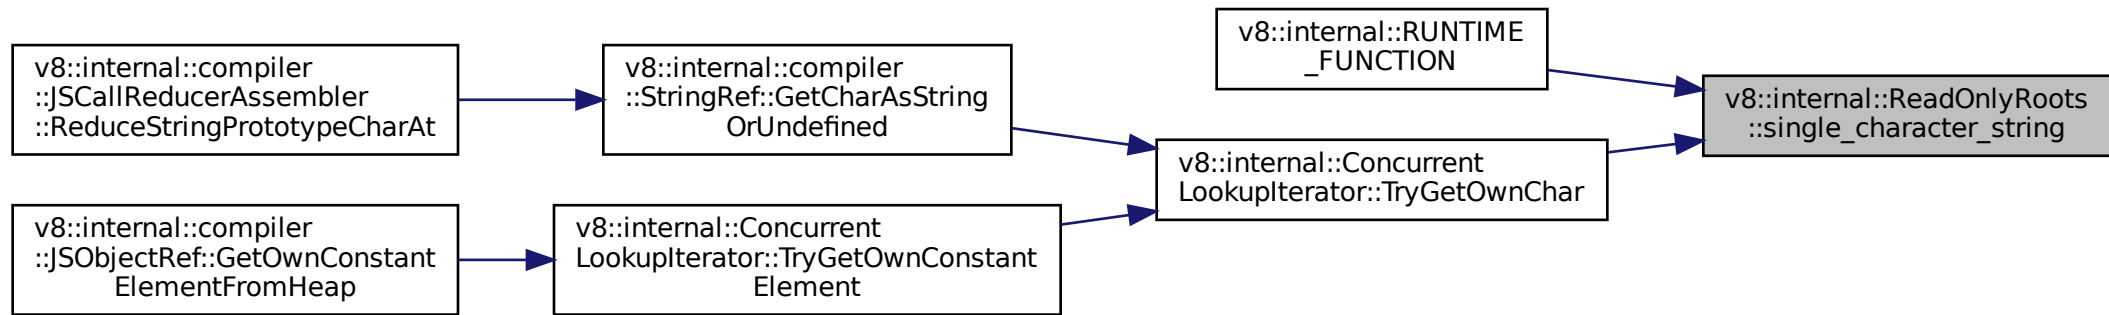 v8::internal::compiler
::JSCallReducerAssembler
::ReduceStringPrototypeCharAt
v8::internal::compiler
::StringRef::GetCharAsString
OrUndefined
v8::internal::RUNTIME
_FUNCTION
v8::internal::ReadOnlyRoots
::single_character_string
v8::internal::Concurrent
LookupIterator::TryGetOwnChar
v8::internal::compiler
::JSObjectRef::GetOwnConstant
ElementFromHeap
v8::internal::Concurrent
LookupIterator::TryGetOwnConstant
Element